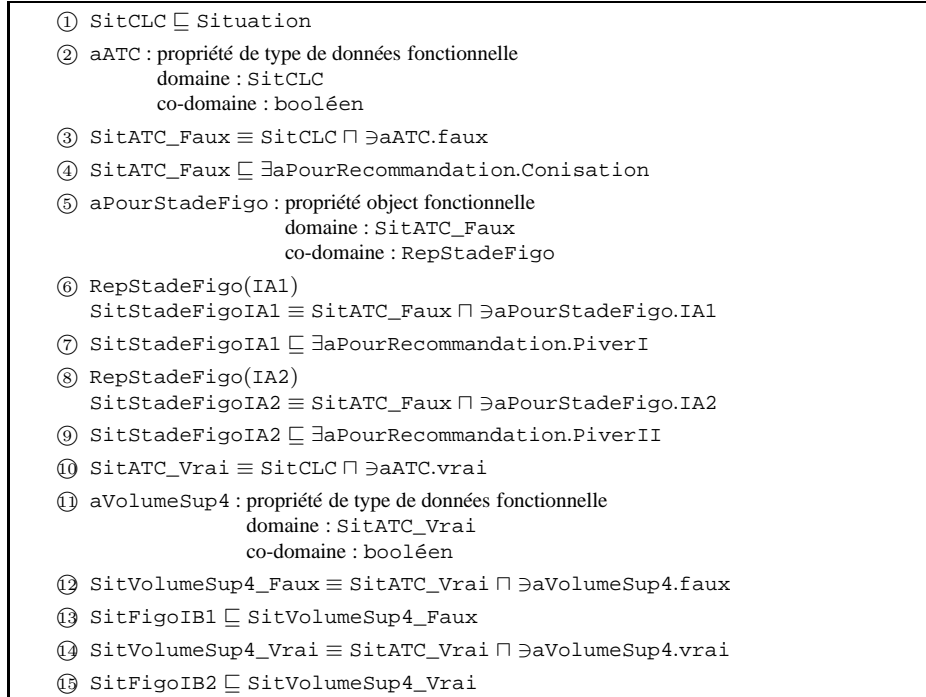 ① SitCLC ⊑ Situation
② aATC : propriété de type de données fonctionnelle
domaine : SitCLC
co-domaine : booléen
③ SitATC_Faux ≡ SitCLC ⊓ ∋aATC.faux
④ SitATC_Faux ⊑ ∃aPourRecommandation.Conisation
⑤ aPourStadeFigo : propriété object fonctionnelle
domaine : SitATC_Faux
co-domaine : RepStadeFigo
⑥ RepStadeFigo(IA1)
SitStadeFigoIA1 ≡ SitATC_Faux ⊓ ∋aPourStadeFigo.IA1
⑦ SitStadeFigoIA1 ⊑ ∃aPourRecommandation.PiverI
⑧ RepStadeFigo(IA2)
SitStadeFigoIA2 ≡ SitATC_Faux ⊓ ∋aPourStadeFigo.IA2
⑨ SitStadeFigoIA2 ⊑ ∃aPourRecommandation.PiverII
⑩ SitATC_Vrai ≡ SitCLC ⊓ ∋aATC.vrai
⑪ aVolumeSup4 : propriété de type de données fonctionnelle
domaine : SitATC_Vrai
co-domaine : booléen
⑫ SitVolumeSup4_Faux ≡ SitATC_Vrai ⊓ ∋aVolumeSup4.faux
⑬ SitFigoIB1 ⊑ SitVolumeSup4_Faux
⑭ SitVolumeSup4_Vrai ≡ SitATC_Vrai ⊓ ∋aVolumeSup4.vrai
⑮ SitFigoIB2 ⊑ SitVolumeSup4_Vrai